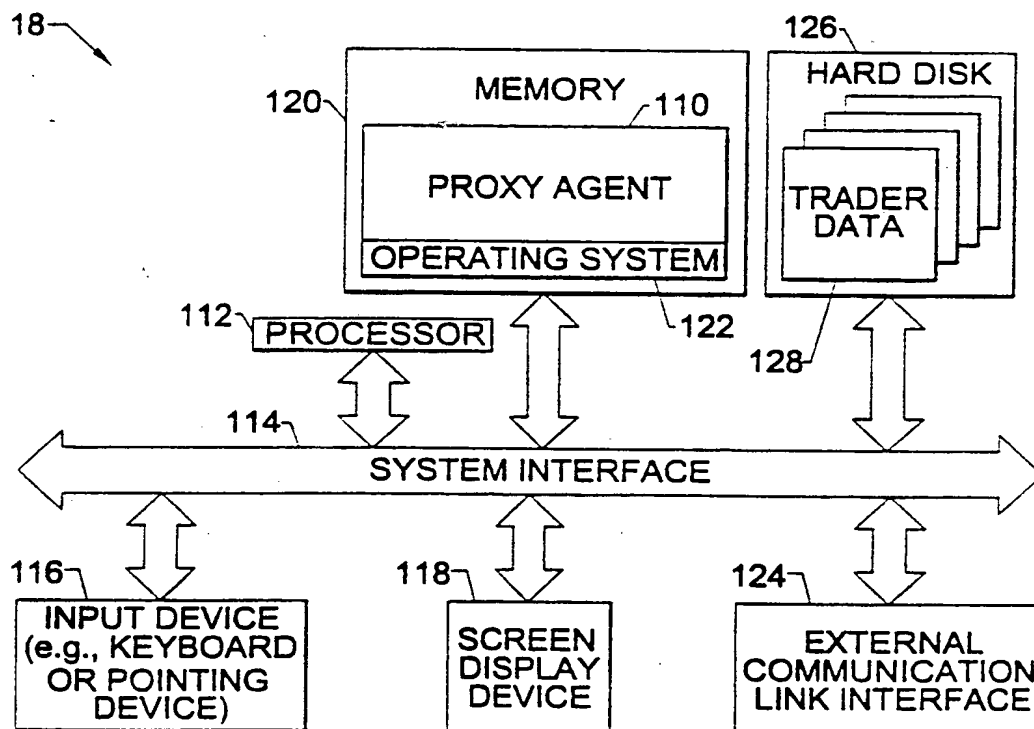 18
126
MEMORY
HARD DISK
120
110
PROXY AGENT
TRADER
DATA
OPERATING SYSTEM
112
PROCESSOR
122
128
114
SYSTEM INTERFACE
116
118
124
INPUT DEVICE
(e.g., KEYBOARD
OR POINTING
DEVICE)
SCREEN
DISPLAY
DEVICE
EXTERNAL
COMMUNICATION
LINK INTERFACE